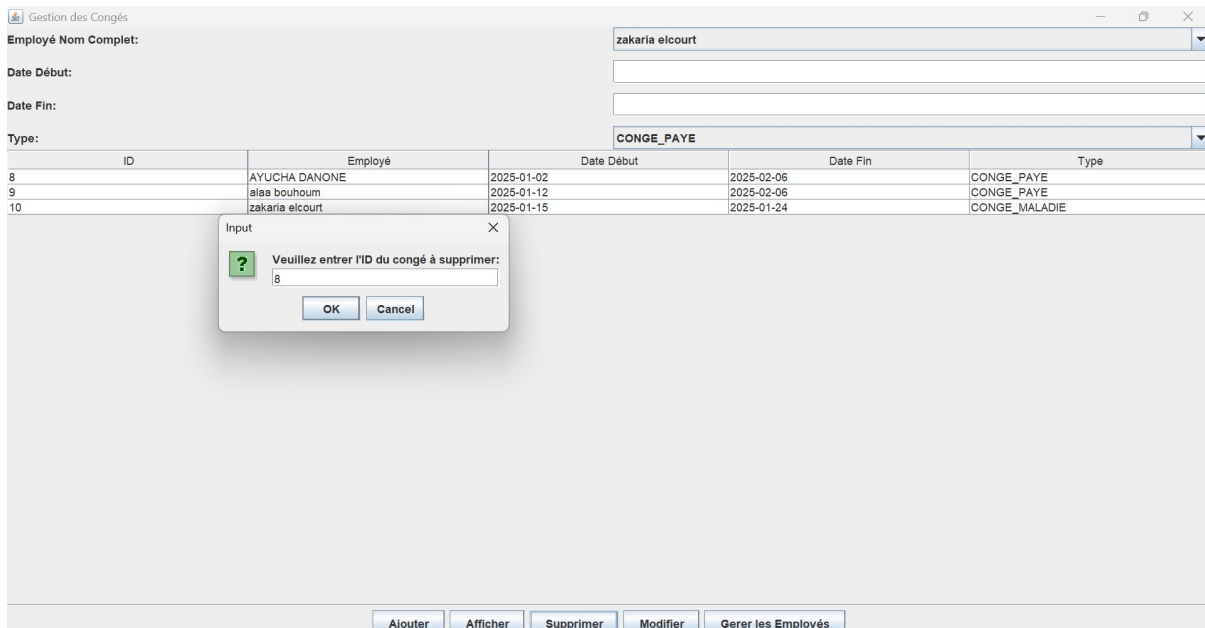 Gestion des Congés
Employé Nom Complet: zakaria elcourt
Date Début:
Date Fin:
Type: CONGE_PAYE
ID Employé Date Début Date Fin Type
8 AYUCHA DANONE 2025-01-02 2025-02-06 CONGE_PAYE
9 alaa bouhoum 2025-01-12 2025-02-06 CONGE_PAYE
10 zakaria elcourt 2025-01-15 2025-01-24 CONGE_MALADIE
Input
? Veuillez entrer l'ID du congé à supprimer:
8
OK Cancel
Ajouter Afficher Supprimer Modifier Gerer les Employés